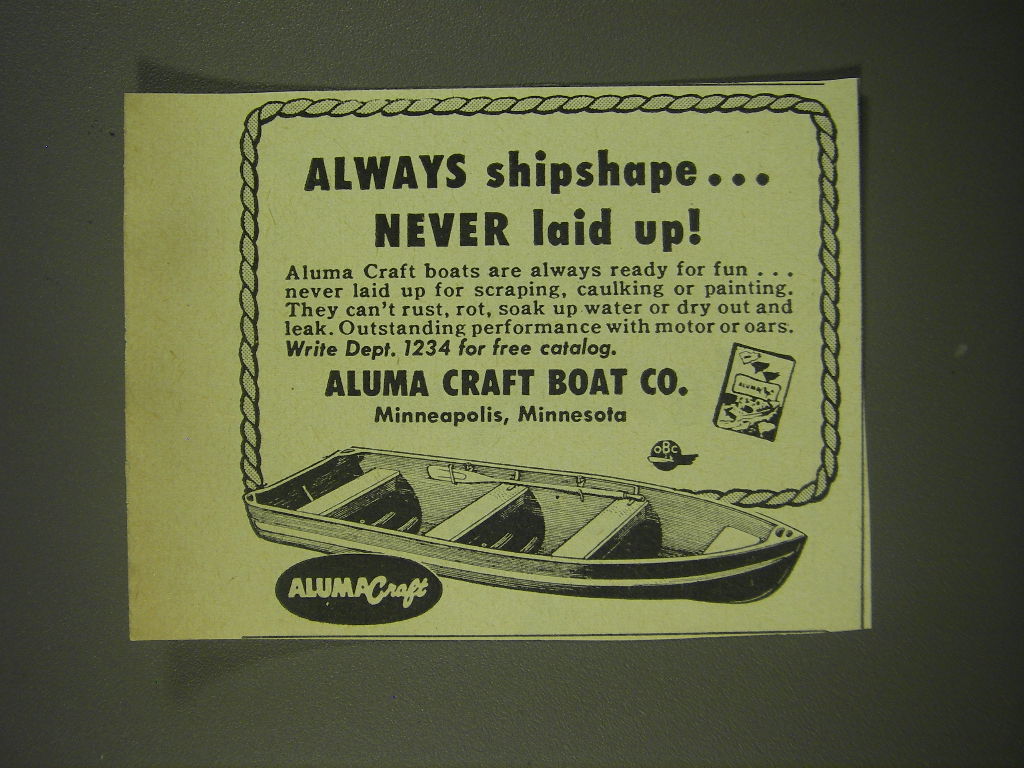 ALWAYS shipshape...
NEVER laid up!
Aluma Craft boats are always ready for fun . . .
never laid up for scraping, caulking or painting.
They can't rust, rot, soak up water or dry out and
leak. Outstanding performance with motor or oars.
Write Dept. 1234 for free catalog.
ALUMA CRAFT BOAT CO.
Minneapolis, Minnesota
OBC
ALUMACraft